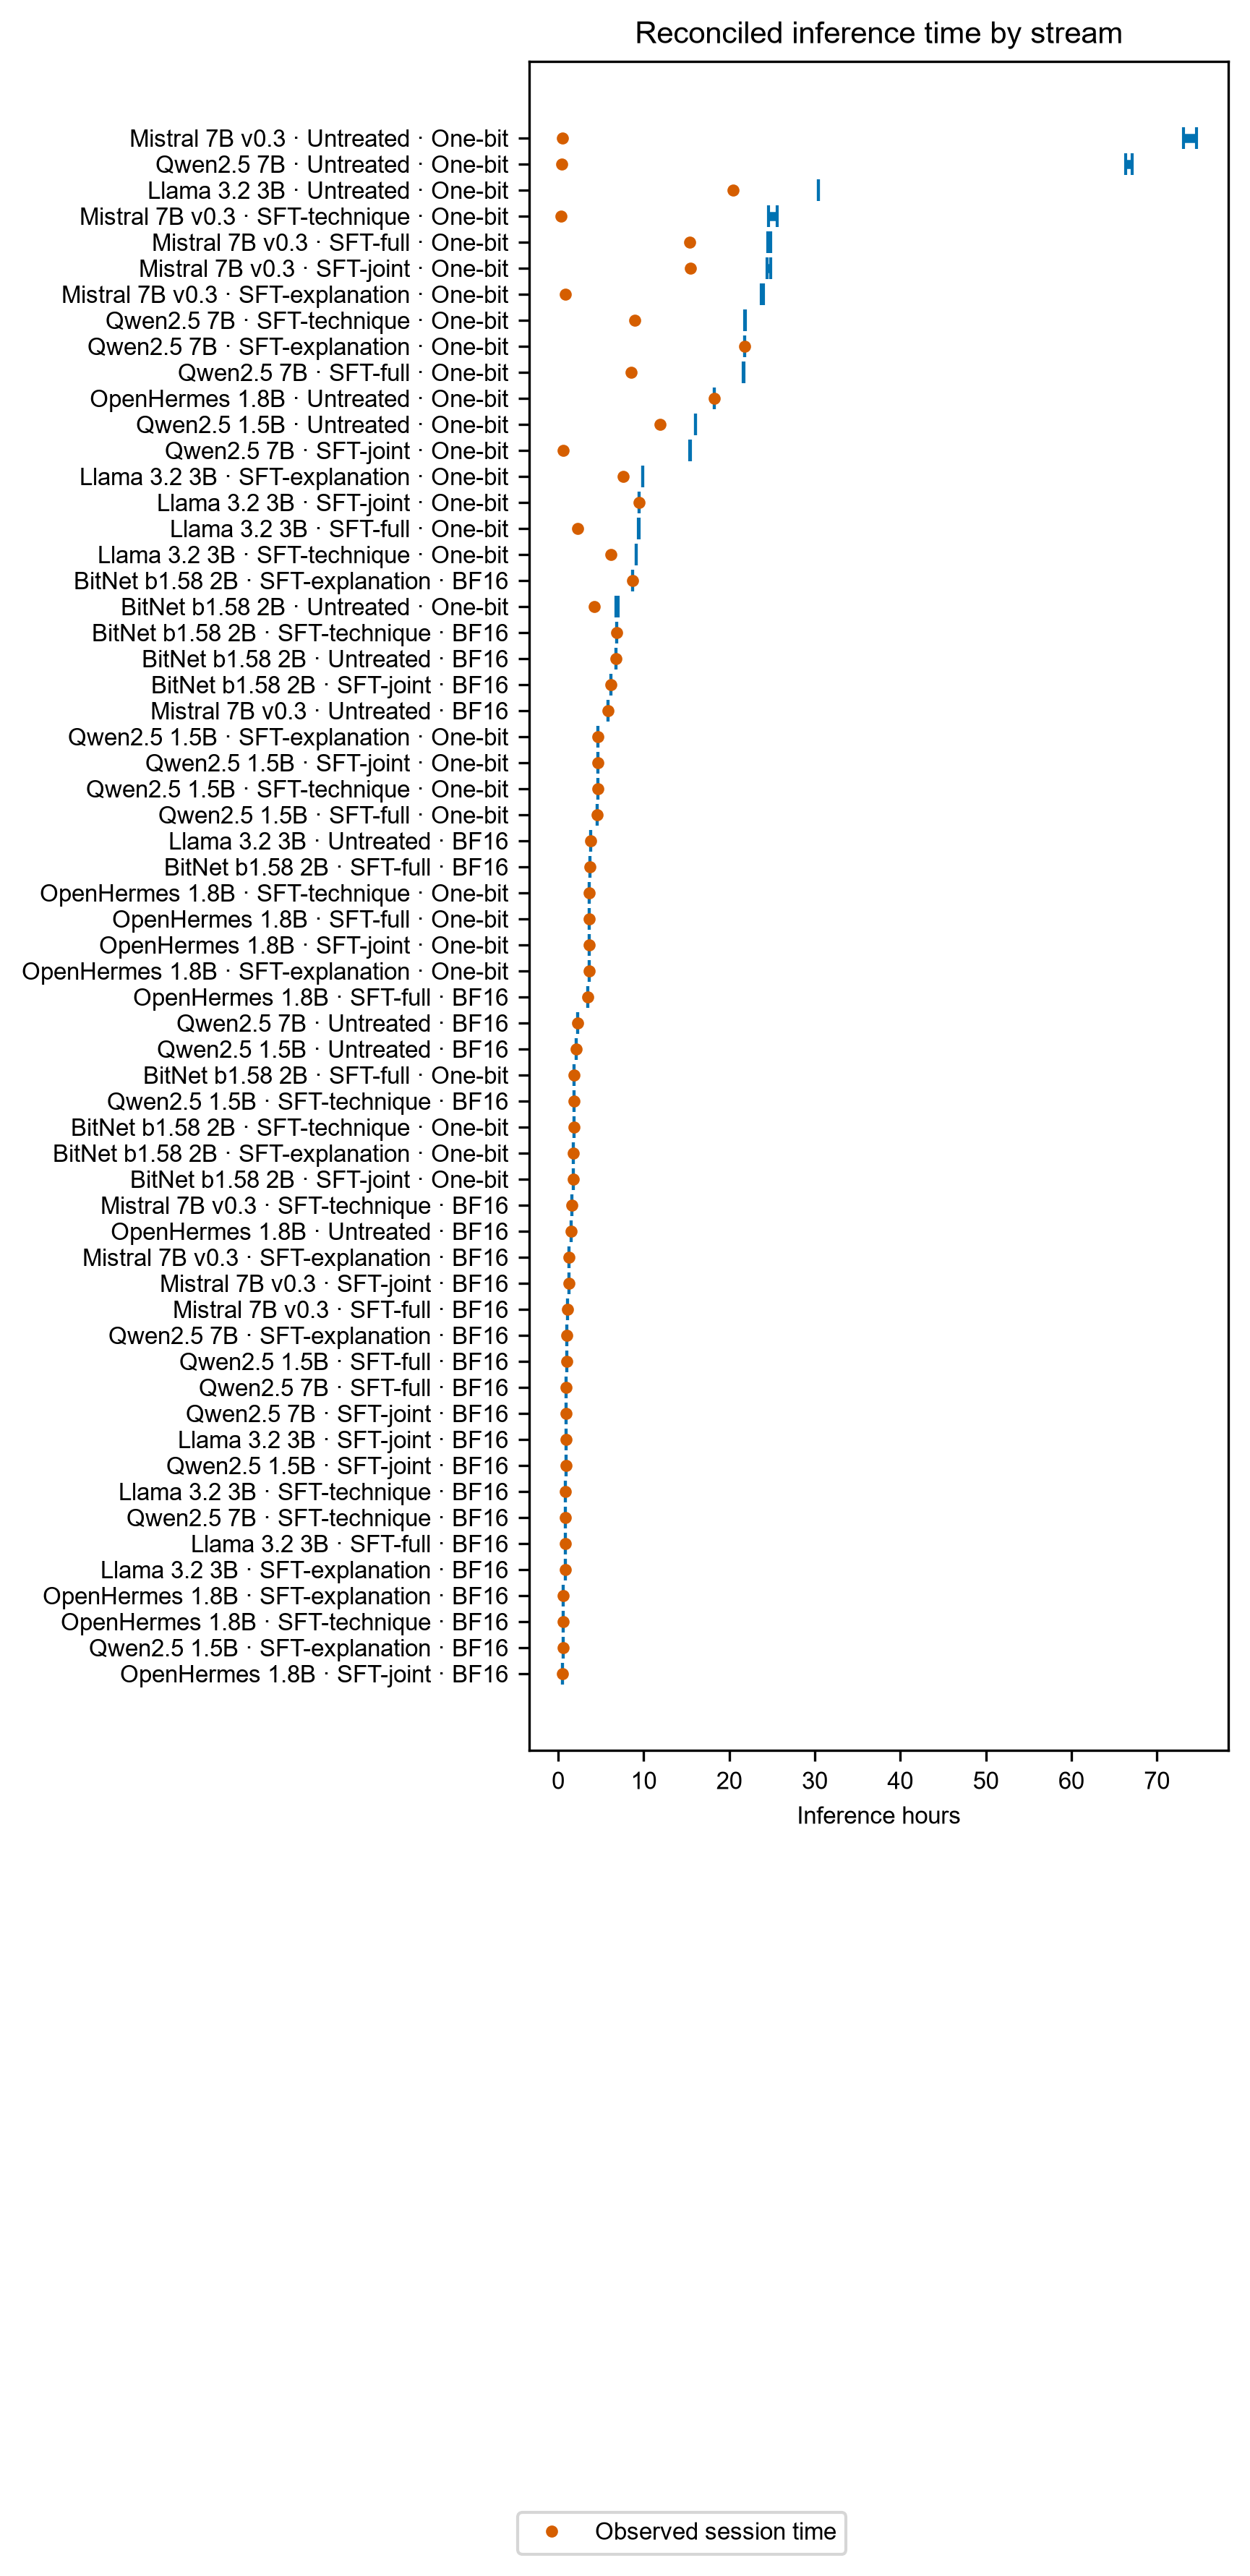 Reconciled inference time by stream
Mistral 7B v0.3 · Untreated · One-bit
Qwen2.5 7B · Untreated · One-bit
Llama 3.2 3B · Untreated · One-bit
Mistral 7B v0.3 · SFT-technique · One-bit
Mistral 7B v0.3 · SFT-full · One-bit
Mistral 7B v0.3 · SFT-joint · One-bit
Mistral 7B v0.3 · SFT-explanation · One-bit
Qwen2.5 7B · SFT-technique · One-bit
Qwen2.5 7B · SFT-explanation · One-bit
Qwen2.5 7B · SFT-full · One-bit
OpenHermes 1.8B · Untreated · One-bit
Qwen2.5 1.5B · Untreated · One-bit
Qwen2.5 7B · SFT-joint · One-bit
Llama 3.2 3B · SFT-explanation · One-bit
Llama 3.2 3B · SFT-joint · One-bit
Llama 3.2 3B · SFT-full · One-bit
Llama 3.2 3B · SFT-technique · One-bit
BitNet b1.58 2B · SFT-explanation · BF16
BitNet b1.58 2B · Untreated · One-bit
BitNet b1.58 2B · SFT-technique · BF16
BitNet b1.58 2B · Untreated · BF16
BitNet b1.58 2B · SFT-joint · BF16
Mistral 7B v0.3 · Untreated · BF16
Qwen2.5 1.5B · SFT-explanation · One-bit
Qwen2.5 1.5B · SFT-joint · One-bit
Qwen2.5 1.5B · SFT-technique · One-bit
Qwen2.5 1.5B · SFT-full · One-bit
Llama 3.2 3B · Untreated · BF16
BitNet b1.58 2B · SFT-full · BF16
OpenHermes 1.8B · SFT-technique · One-bit
OpenHermes 1.8B · SFT-full · One-bit
OpenHermes 1.8B · SFT-joint · One-bit
OpenHermes 1.8B · SFT-explanation · One-bit
OpenHermes 1.8B · SFT-full · BF16
Qwen2.5 7B · Untreated · BF16
Qwen2.5 1.5B · Untreated · BF16
BitNet b1.58 2B · SFT-full · One-bit
Qwen2.5 1.5B · SFT-technique · BF16
BitNet b1.58 2B · SFT-technique · One-bit
BitNet b1.58 2B · SFT-explanation · One-bit
BitNet b1.58 2B · SFT-joint · One-bit
Mistral 7B v0.3 · SFT-technique · BF16
OpenHermes 1.8B · Untreated · BF16
Mistral 7B v0.3 · SFT-explanation · BF16
Mistral 7B v0.3 · SFT-joint · BF16
Mistral 7B v0.3 · SFT-full · BF16
Qwen2.5 7B · SFT-explanation · BF16
Qwen2.5 1.5B · SFT-full · BF16
Qwen2.5 7B · SFT-full · BF16
Qwen2.5 7B · SFT-joint · BF16
Llama 3.2 3B · SFT-joint · BF16
Qwen2.5 1.5B · SFT-joint · BF16
Llama 3.2 3B · SFT-technique · BF16
Qwen2.5 7B · SFT-technique · BF16
Llama 3.2 3B · SFT-full · BF16
Llama 3.2 3B · SFT-explanation · BF16
OpenHermes 1.8B · SFT-explanation · BF16
OpenHermes 1.8B · SFT-technique · BF16
Qwen2.5 1.5B · SFT-explanation · BF16
OpenHermes 1.8B · SFT-joint · BF16
0 10 20 30 40 50 60 70
Inference hours
Observed session time